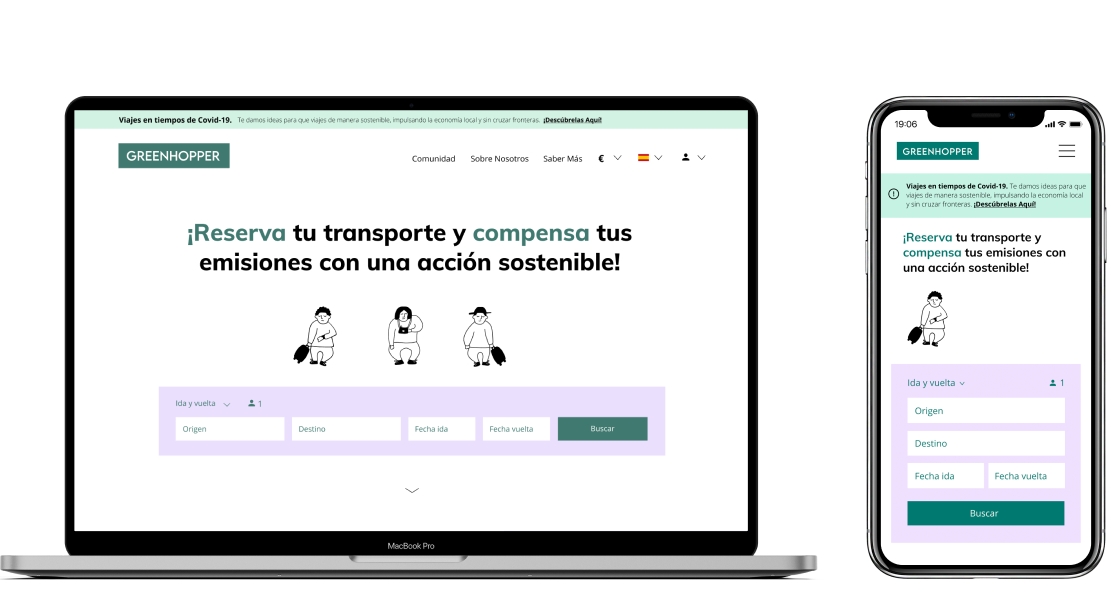 Viajes en tiempos de Covid-19. Te damos ideas para que viajes de manera sostenible, impulsando la economía local y sin cruzar fronteras. ¡Descúbrelas Aquí!
GREENHOPPER
Comunidad Sobre Nosotros Saber Más €
¡Reserva tu transporte y compensa tus
emisiones con una acción sostenible!
Ida y vuelta 1
Origen Destino Fecha ida Fecha vuelta Buscar
MacBook Pro
19:06
GREENHOPPER
Viajes en tiempos de Covid-19. Te damos ideas para que
viajes de manera sostenible, impulsando la economía local
y sin cruzar fronteras. ¡Descúbrelas Aquí!
¡Reserva tu transporte y
compensa tus emisiones con
una acción sostenible!
Ida y vuelta 1
Origen
Destino
Fecha ida Fecha vuelta
Buscar